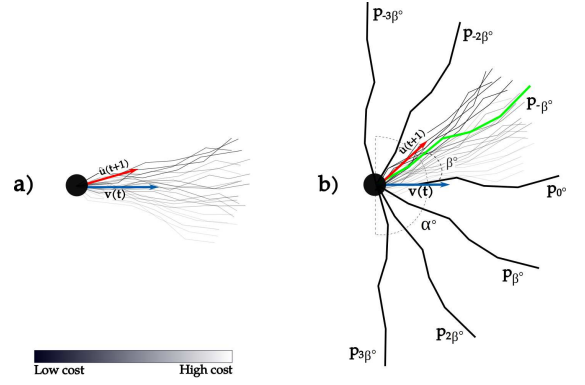 a)
û(t+1)
v(t)
Low cost
High cost
b)
p-3β°
p-2β°
p-β°
û(t+1)
β°
v(t)
p0°
α°
pβ°
p2β°
p3β°